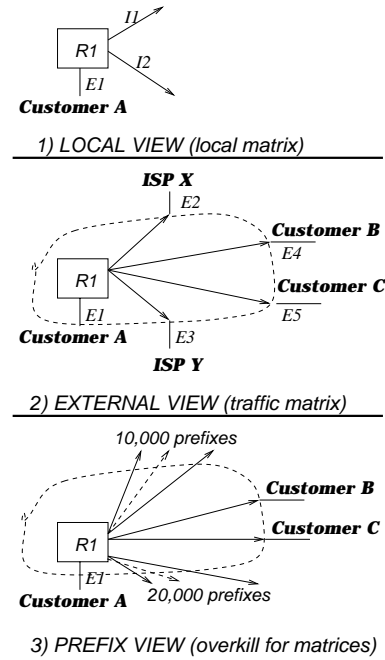 I1
R1
I2
E1
Customer A
1) LOCAL VIEW (local matrix)
ISP X
E2
Customer B
E4
R1
Customer C
E1
E5
Customer A
E3
ISP Y
2) EXTERNAL VIEW (traffic matrix)
10,000 prefixes
Customer B
R1
Customer C
E1
Customer A
20,000 prefixes
3) PREFIX VIEW (overkill for matrices)